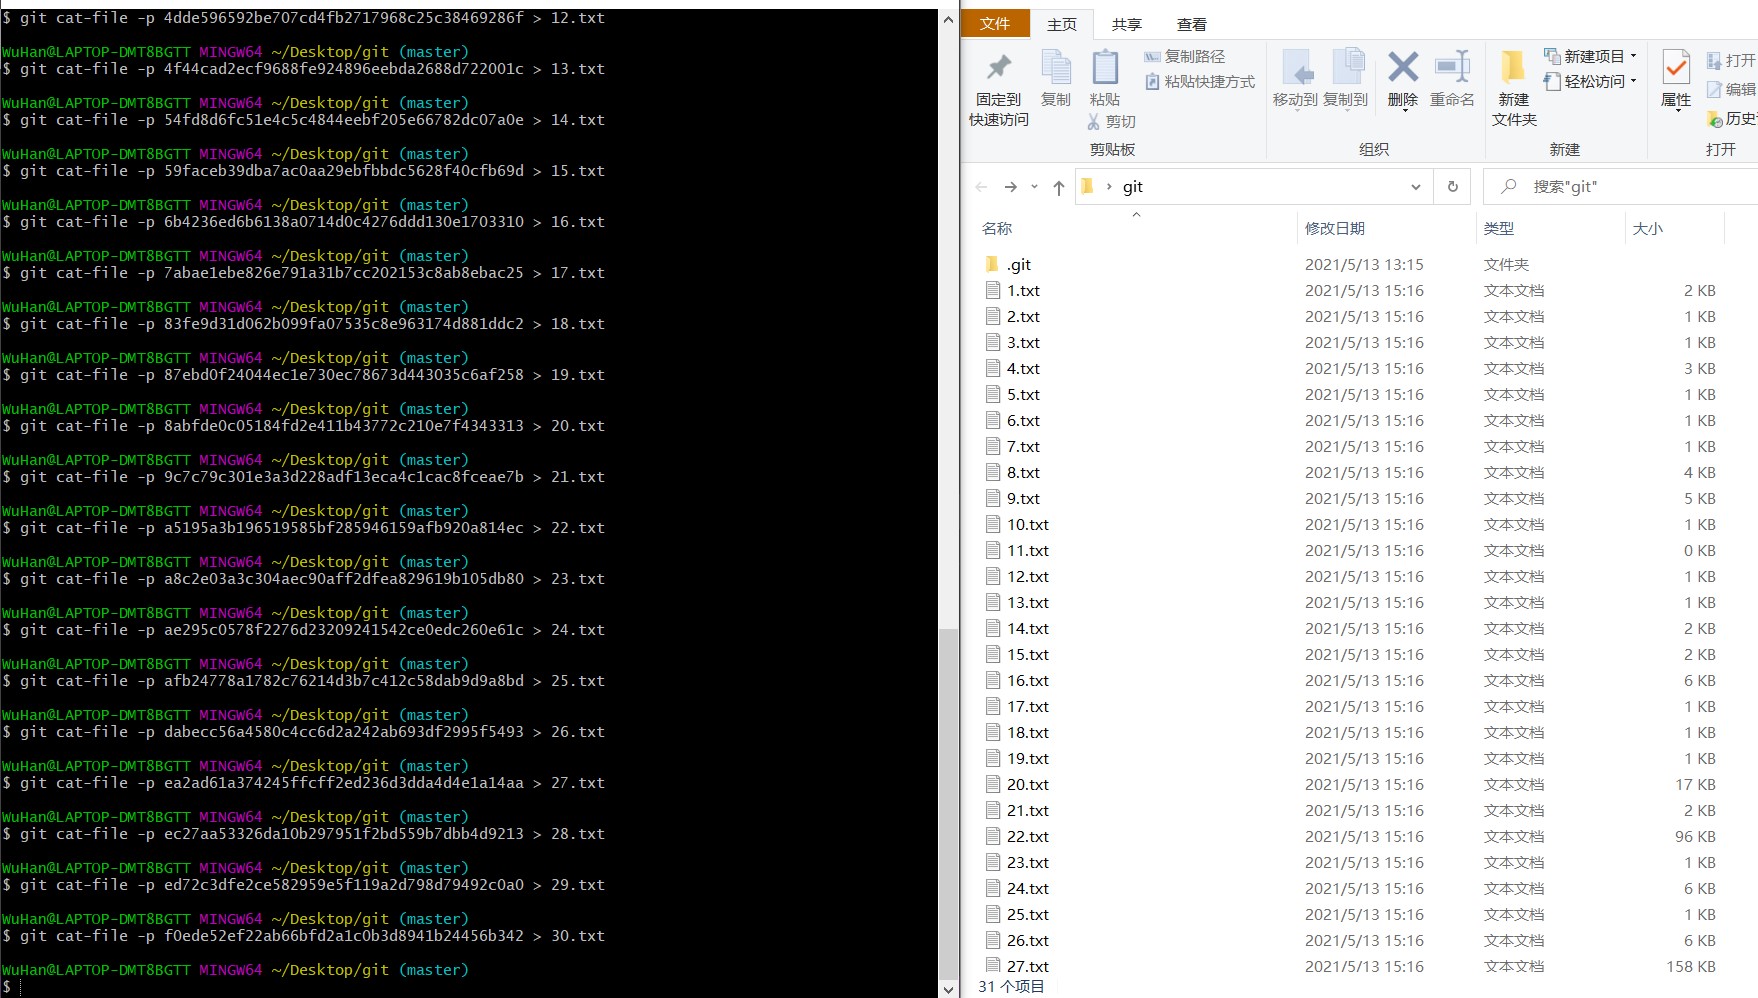 $ git cat-file -p 4dde596592be707cd4fb2717968c25c38469286f > 12.txt
WuHan@LAPTOP-DMT8BGTT MINGW64 ~/Desktop/git (master)
$ git cat-file -p 4f44cad2ecf9688fe924896eebda2688d722001c > 13.txt
WuHan@LAPTOP-DMT8BGTT MINGW64 ~/Desktop/git (master)
$ git cat-file -p 54fd8d6fc51e4c5c4844eebf205e66782dc07a0e > 14.txt
WuHan@LAPTOP-DMT8BGTT MINGW64 ~/Desktop/git (master)
$ git cat-file -p 59faceb39dba7ac0aa29ebfbbdc5628f40cfb69d > 15.txt
WuHan@LAPTOP-DMT8BGTT MINGW64 ~/Desktop/git (master)
$ git cat-file -p 6b4236ed6b6138a0714d0c4276ddd130e1703310 > 16.txt
WuHan@LAPTOP-DMT8BGTT MINGW64 ~/Desktop/git (master)
$ git cat-file -p 7abae1ebe826e791a31b7cc202153c8ab8ebac25 > 17.txt
WuHan@LAPTOP-DMT8BGTT MINGW64 ~/Desktop/git (master)
$ git cat-file -p 83fe9d31d062b099fa07535c8e963174d881ddc2 > 18.txt
WuHan@LAPTOP-DMT8BGTT MINGW64 ~/Desktop/git (master)
$ git cat-file -p 87ebd0f24044ec1e730ec78673d443035c6af258 > 19.txt
WuHan@LAPTOP-DMT8BGTT MINGW64 ~/Desktop/git (master)
$ git cat-file -p 8abfde0c05184fd2e411b43772c210e7f4343313 > 20.txt
WuHan@LAPTOP-DMT8BGTT MINGW64 ~/Desktop/git (master)
$ git cat-file -p 9c7c79c301e3a3d228adf13eca4c1cac8fceae7b > 21.txt
WuHan@LAPTOP-DMT8BGTT MINGW64 ~/Desktop/git (master)
$ git cat-file -p a5195a3b196519585bf285946159afb920a814ec > 22.txt
WuHan@LAPTOP-DMT8BGTT MINGW64 ~/Desktop/git (master)
$ git cat-file -p a8c2e03a3c304aec90aff2dfea829619b105db80 > 23.txt
WuHan@LAPTOP-DMT8BGTT MINGW64 ~/Desktop/git (master)
$ git cat-file -p ae295c0578f2276d23209241542ce0edc260e61c > 24.txt
WuHan@LAPTOP-DMT8BGTT MINGW64 ~/Desktop/git (master)
$ git cat-file -p afb24778a1782c76214d3b7c412c58dab9d9a8bd > 25.txt
WuHan@LAPTOP-DMT8BGTT MINGW64 ~/Desktop/git (master)
$ git cat-file -p dabecc56a4580c4cc6d2a242ab693df2995f5493 > 26.txt
WuHan@LAPTOP-DMT8BGTT MINGW64 ~/Desktop/git (master)
$ git cat-file -p ea2ad61a374245ffcff2ed236d3dda4d4e1a14aa > 27.txt
WuHan@LAPTOP-DMT8BGTT MINGW64 ~/Desktop/git (master)
$ git cat-file -p ec27aa53326da10b297951f2bd559b7dbb4d9213 > 28.txt
WuHan@LAPTOP-DMT8BGTT MINGW64 ~/Desktop/git (master)
$ git cat-file -p ed72c3dfe2ce582959e5f119a2d798d79492c0a0 > 29.txt
WuHan@LAPTOP-DMT8BGTT MINGW64 ~/Desktop/git (master)
$ git cat-file -p f0ede52ef22ab66bfd2a1c0b3d8941b24456b342 > 30.txt
WuHan@LAPTOP-DMT8BGTT MINGW64 ~/Desktop/git (master)
$
文件 主页 共享 查看
固定到快速访问 复制 粘贴 复制路径 粘贴快捷方式 剪切
移动到 复制到 删除 重命名
新建文件夹 新建项目 轻松访问
属性 打开 编辑 历史
剪贴板 组织 新建 打开
git 搜索"git"
名称 修改日期 类型 大小
.git 2021/5/13 13:15 文件夹
1.txt 2021/5/13 15:16 文本文档 2 KB
2.txt 2021/5/13 15:16 文本文档 1 KB
3.txt 2021/5/13 15:16 文本文档 1 KB
4.txt 2021/5/13 15:16 文本文档 3 KB
5.txt 2021/5/13 15:16 文本文档 1 KB
6.txt 2021/5/13 15:16 文本文档 1 KB
7.txt 2021/5/13 15:16 文本文档 1 KB
8.txt 2021/5/13 15:16 文本文档 4 KB
9.txt 2021/5/13 15:16 文本文档 5 KB
10.txt 2021/5/13 15:16 文本文档 1 KB
11.txt 2021/5/13 15:16 文本文档 0 KB
12.txt 2021/5/13 15:16 文本文档 1 KB
13.txt 2021/5/13 15:16 文本文档 1 KB
14.txt 2021/5/13 15:16 文本文档 2 KB
15.txt 2021/5/13 15:16 文本文档 2 KB
16.txt 2021/5/13 15:16 文本文档 6 KB
17.txt 2021/5/13 15:16 文本文档 1 KB
18.txt 2021/5/13 15:16 文本文档 1 KB
19.txt 2021/5/13 15:16 文本文档 1 KB
20.txt 2021/5/13 15:16 文本文档 17 KB
21.txt 2021/5/13 15:16 文本文档 2 KB
22.txt 2021/5/13 15:16 文本文档 96 KB
23.txt 2021/5/13 15:16 文本文档 1 KB
24.txt 2021/5/13 15:16 文本文档 6 KB
25.txt 2021/5/13 15:16 文本文档 1 KB
26.txt 2021/5/13 15:16 文本文档 6 KB
27.txt 2021/5/13 15:16 文本文档 158 KB
31 个项目